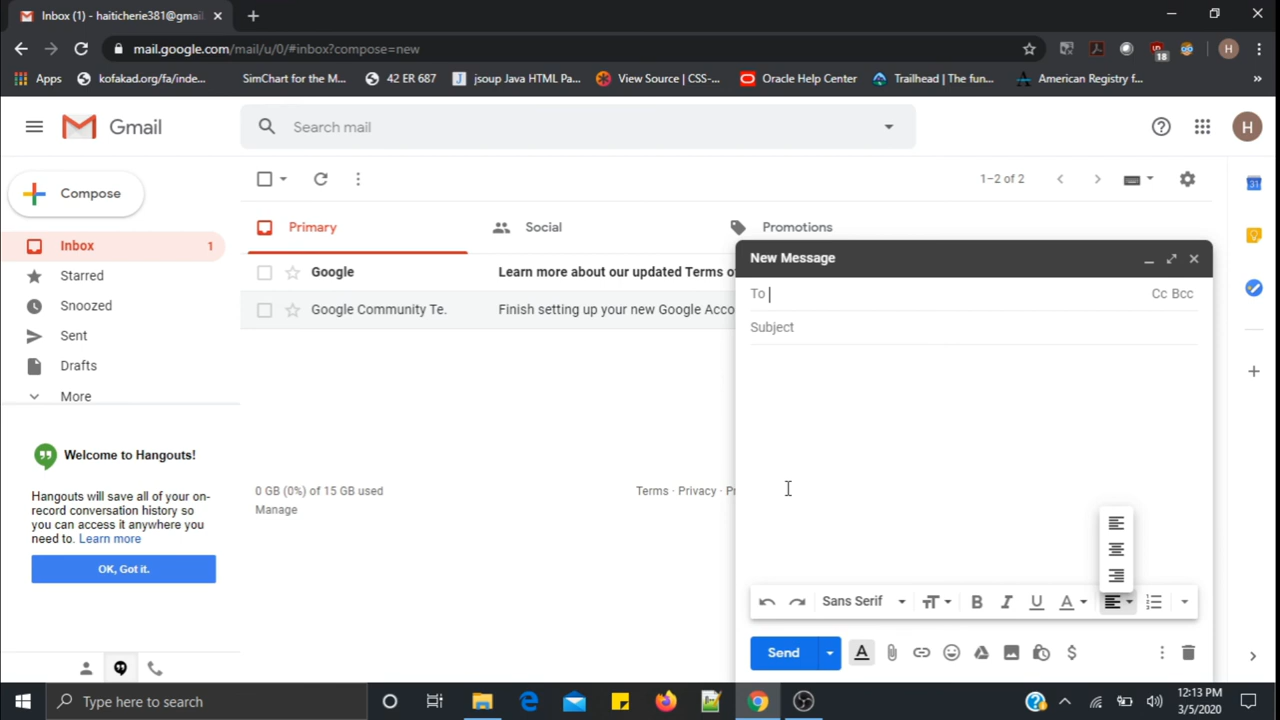 Inbox (1) - haiticherie381@gmail
mail.google.com/mail/u/0/#inbox?compose=new
18
H
Apps
kofakad.org/fa/inde...
SimChart for the M...
42 ER 687
jsoup Java HTML Pa...
View Source | CSS-...
Oracle Help Center
Trailhead | The fun...
American Registry f...
»
Gmail
Search mail
H
Compose
1–2 of 2
31
Inbox 1
Primary
Social
Promotions
Starred
Google
Learn more about our updated Terms o
New Message
Snoozed
Google Community Te.
Finish setting up your new Google Acco
To
Cc Bcc
Sent
Subject
Drafts
More
Welcome to Hangouts!
Hangouts will save all of your on-
record conversation history so
you can access it anywhere you
need to. Learn more
OK, Got it.
0 GB (0%) of 15 GB used
Manage
Terms · Privacy · Pr
Sans Serif
B I U A
Send
A
$
Type here to search
12:13 PM
3/5/2020